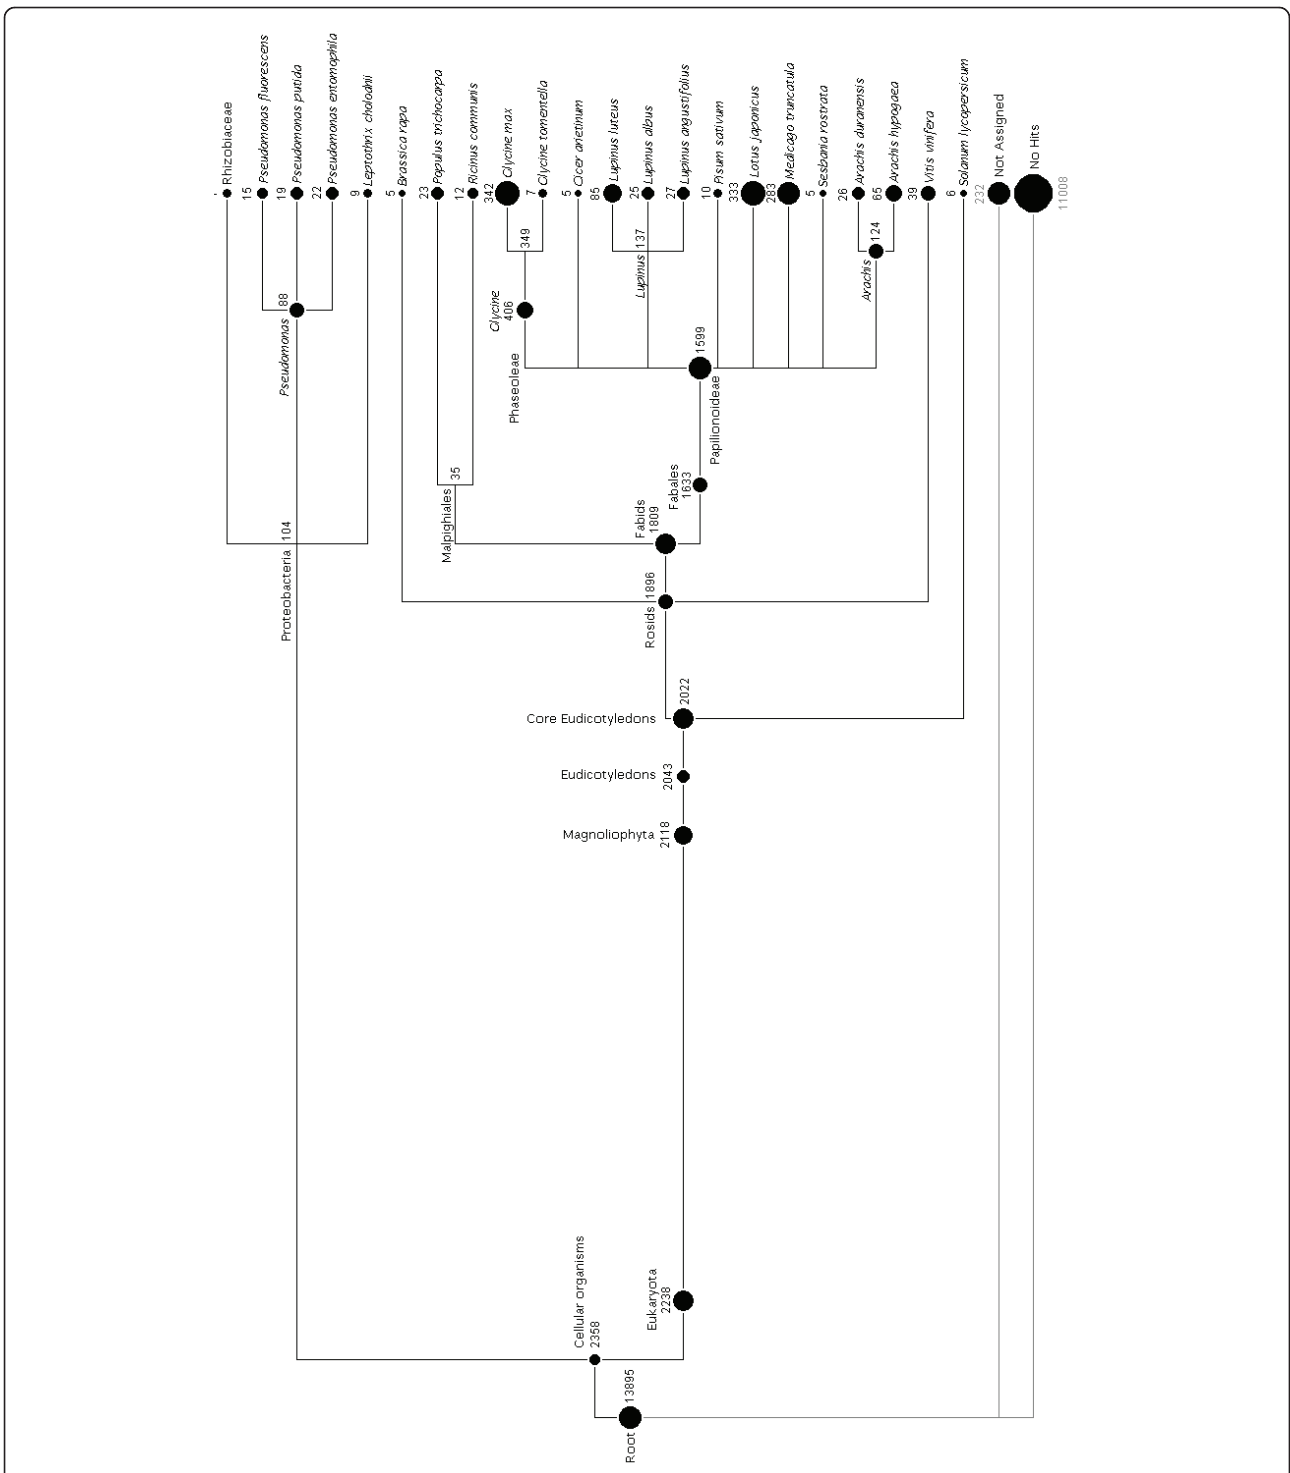 Rhizobiaceae
15 Pseudomonas fluorescens
19 Pseudomonas putida
22 Pseudomonas entomophila
9 Leptothrix cholodnii
5 Brassica rapa
23 Populus trichocarpa
12 Ricinus communis
342 Glycine max
7 Glycine tomentella
5 Cicer arietinum
85 Lupinus luteus
25 Lupinus albus
27 Lupinus angustifolius
10 Pisum sativum
333 Lotus japonicus
283 Medicago truncatula
5 Sesbania rostrata
26 Arachis duranensis
65 Arachis hypogaea
39 Vitis vinifera
6 Solanum lycopersicum
232 Not Assigned
No Hits
11008
349
Lupinus 137
Arachis 124
Pseudomonas 88
Glycine
406
Phaseoleae
1599
Papilionoideae
Malpighiales 35
Fabales
1633
Proteobacteria 104
Fabids
1809
Rosids 1896
Core Eudicotyledons
2022
Eudicotyledons
2043
Magnoliophyta
2118
Eukaryota
2238
Cellular organisms
2358
Root 13895